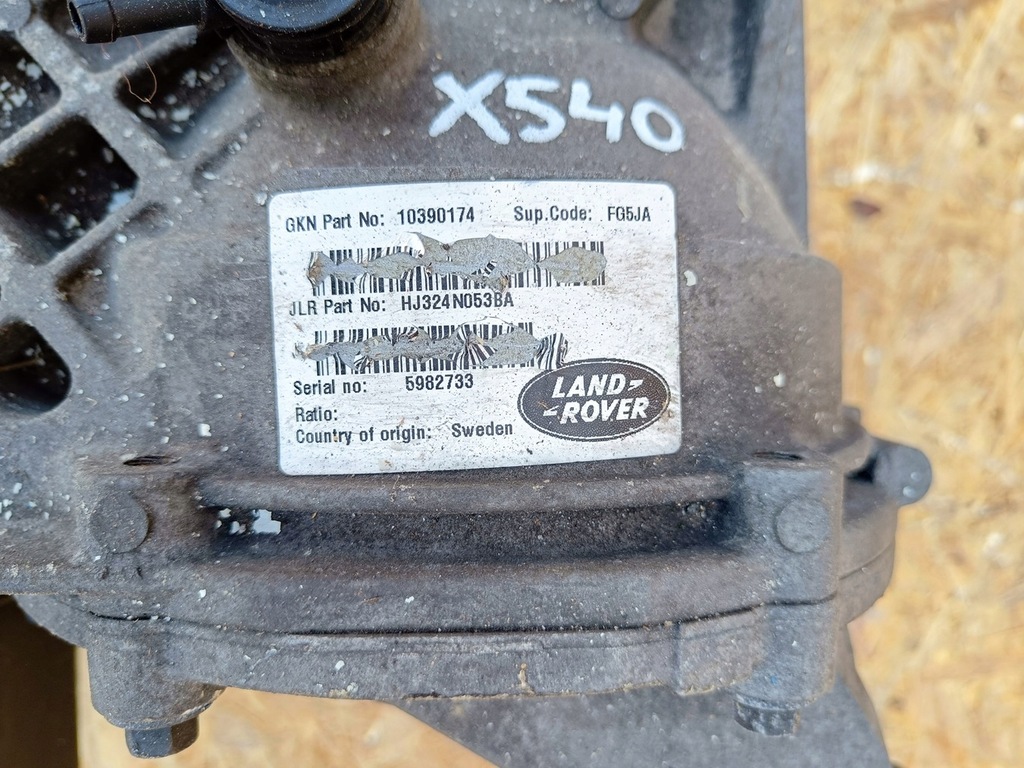 X540
GKN Part No: 10390174 Sup.Code: FQ5JA
JLR Part No: HJ324N053BA
Serial no: 5982733
Ratio:
Country of origin: Sweden
LAND-
-ROVER